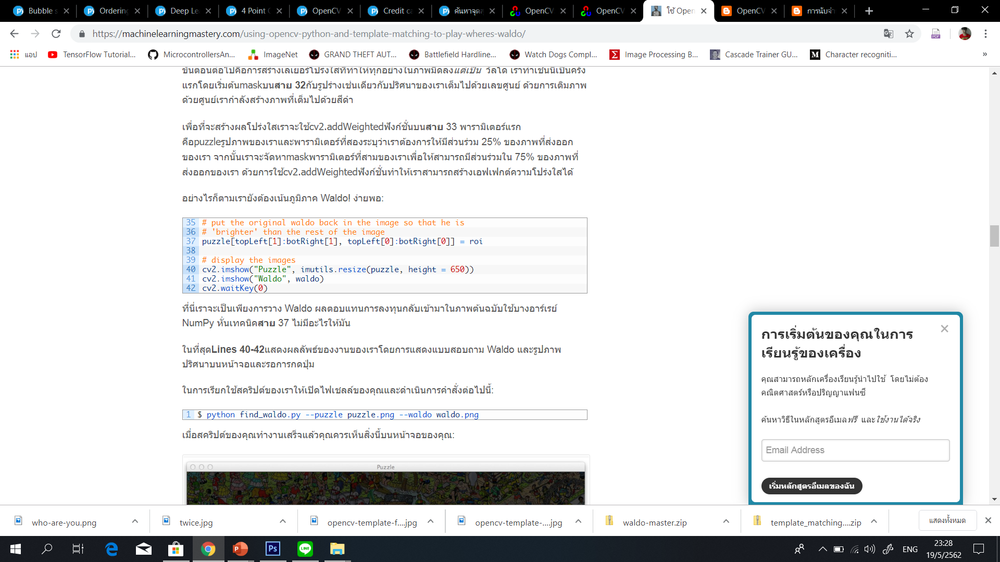 Bubble s
Ordering
Deep Le
4 Point O
OpenCV
Credit ca
ค้นหาจุดส
OpenCV
OpenCV
ใช้ Open
OpenCV
การนับจำ
https://machinelearningmastery.com/using-opencv-python-and-template-matching-to-play-wheres-waldo/
แอป
TensorFlow Tutorial...
MicrocontrollersAn...
ImageNet
GRAND THEFT AUT...
Battlefield Hardline...
Watch Dogs Compl...
Image Processing B...
Cascade Trainer GU...
Character recogniti...
»
ขั้นตอนต่อไปคือการสร้างเลเยอร์โปร่งใสที่ทำให้ทุกอย่างในภาพมืดลงแต่เป็น วัลโด เราทำเช่นนี้เป็นครั้ง
แรกโดยเริ่มต้นmaskบนสาย 32กับรูปร่างเช่นเดียวกับปริศนาของเราเต็มไปด้วยเลขศูนย์ ด้วยการเติมภาพ
ด้วยศูนย์เรากำลังสร้างภาพที่เต็มไปด้วยสีดำ
เพื่อที่จะสร้างผลโปร่งใสเราจะใช้cv2.addWeightedฟังก์ชั่นบนสาย 33 พารามิเตอร์แรก
คือpuzzleรูปภาพของเราและพารามิเตอร์ที่สองระบุว่าเราต้องการให้มีส่วนร่วม 25% ของภาพที่ส่งออก
ของเรา จากนั้นเราจะจัดหาmaskพารามิเตอร์ที่สามของเราเพื่อให้สามารถมีส่วนร่วมใน 75% ของภาพที่
ส่งออกของเรา ด้วยการใช้cv2.addWeightedฟังก์ชั่นทำให้เราสามารถสร้างเอฟเฟกต์ความโปร่งใสได้
อย่างไรก็ตามเรายังต้องเน้นภูมิภาค Waldo! ง่ายพอ:
35 # put the original waldo back in the image so that he is
36 # 'brighter' than the rest of the image
37 puzzle[topLeft[1]:botRight[1], topLeft[0]:botRight[0]] = roi
38
39 # display the images
40 cv2.imshow("Puzzle", imutils.resize(puzzle, height = 650))
41 cv2.imshow("Waldo", waldo)
42 cv2.waitKey(0)
ที่นี่เราจะเป็นเพียงการวาง Waldo ผลตอบแทนการลงทุนกลับเข้ามาในภาพต้นฉบับใช้บางอาร์เรย์
NumPy หั่นเทคนิคสาย 37 ไม่มีอะไรให้มัน
ในที่สุดLines 40-42แสดงผลลัพธ์ของงานของเราโดยการแสดงแบบสอบถาม Waldo และรูปภาพ
ปริศนาบนหน้าจอและรอการกดปุ่ม
ในการเรียกใช้สคริปต์ของเราให้เปิดไฟเชลล์ของคุณและดำเนินการคำสั่งต่อไปนี้:
1 $ python find_waldo.py --puzzle puzzle.png --waldo waldo.png
เมื่อสคริปต์ของคุณทำงานเสร็จแล้วคุณควรเห็นสิ่งนี้บนหน้าจอของคุณ:
Puzzle
การเริ่มต้นของคุณในการ
เรียนรู้ของเครื่อง
คุณสามารถหลักเครื่องเรียนรู้นำไปใช้ โดยไม่ต้อง
คณิตศาสตร์หรือปริญญาแฟนซี
ค้นหาวิธีในหลักสูตรอีเมลฟรี และใช้งานได้จริง
Email Address
เริ่มหลักสูตรอีเมลของฉัน
who-are-you.png
twice.jpg
opencv-template-f....jpg
opencv-template-....jpg
waldo-master.zip
template_matching....zip
แสดงทั้งหมด
ENG
23:28
19/5/2562